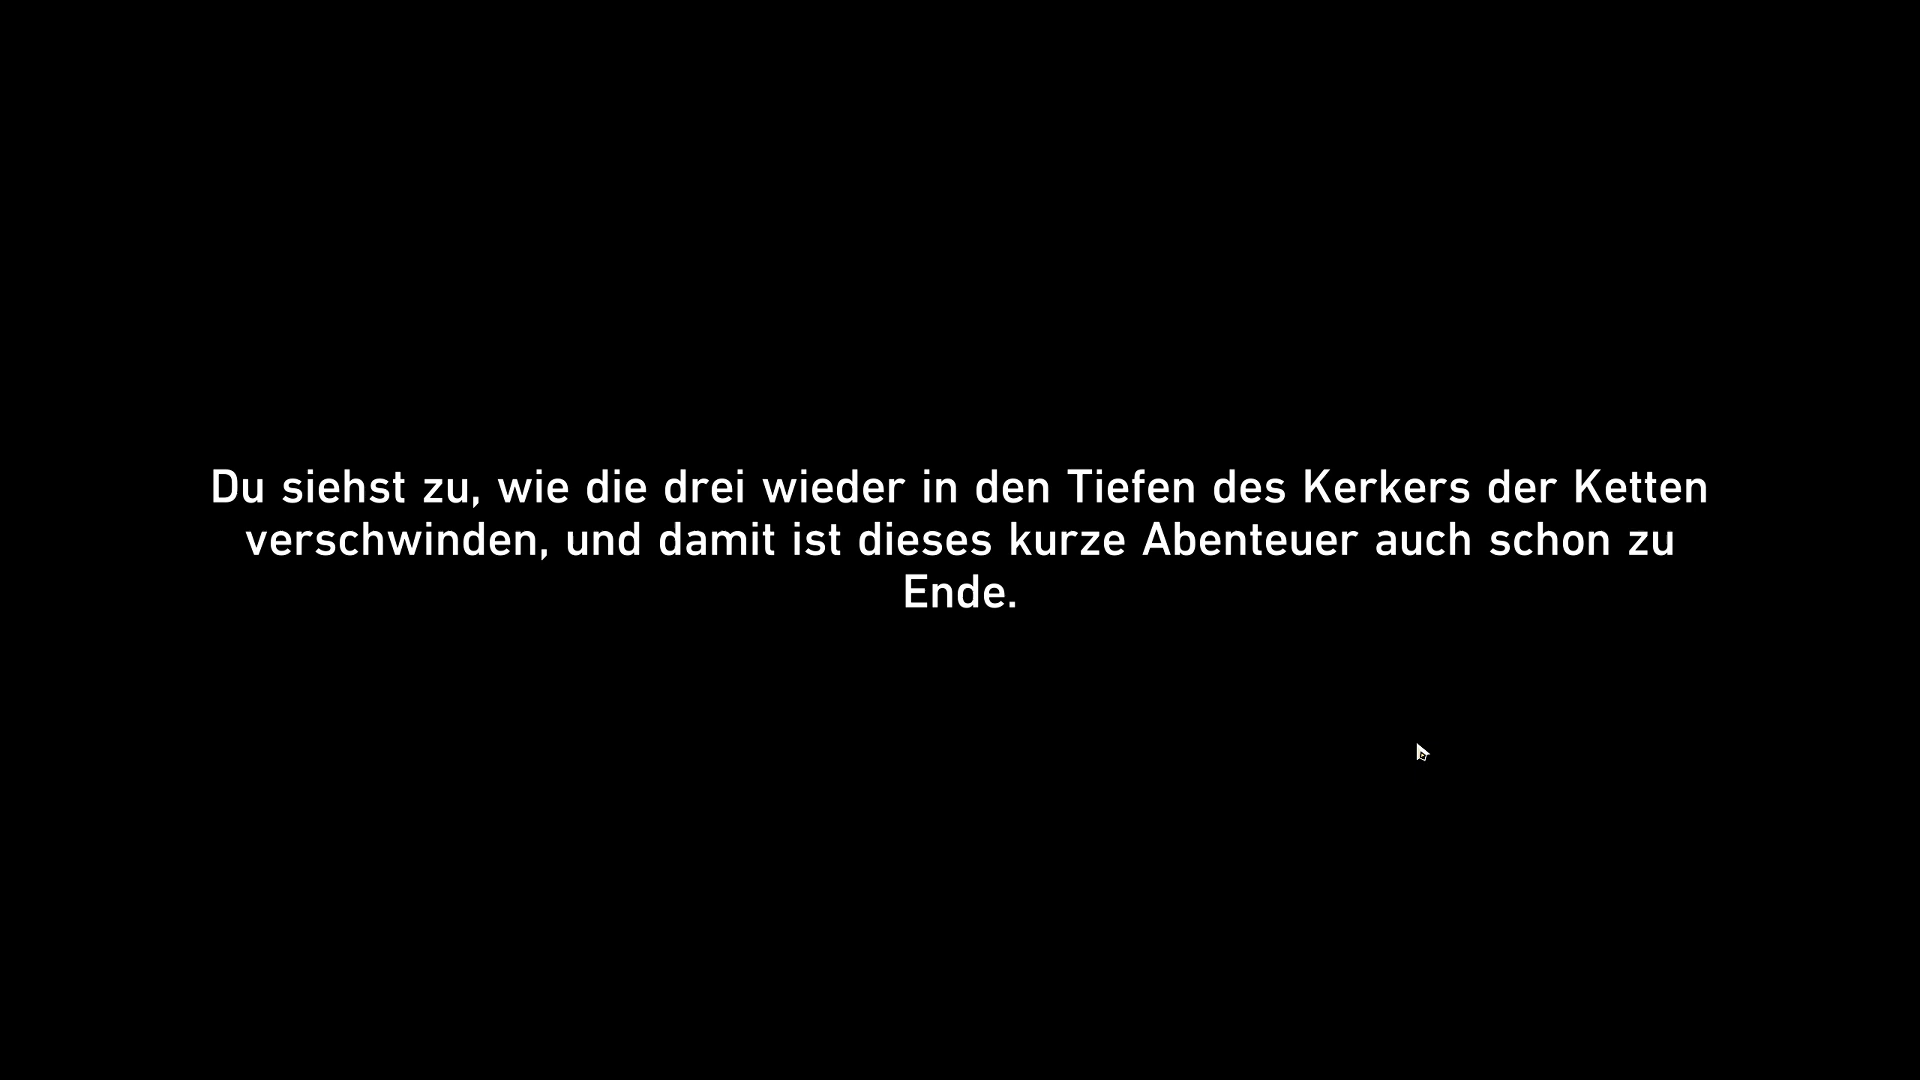 Du siehst zu, wie die drei wieder in den Tiefen des Kerkers der Ketten
verschwinden, und damit ist dieses kurze Abenteuer auch schon zu
Ende.